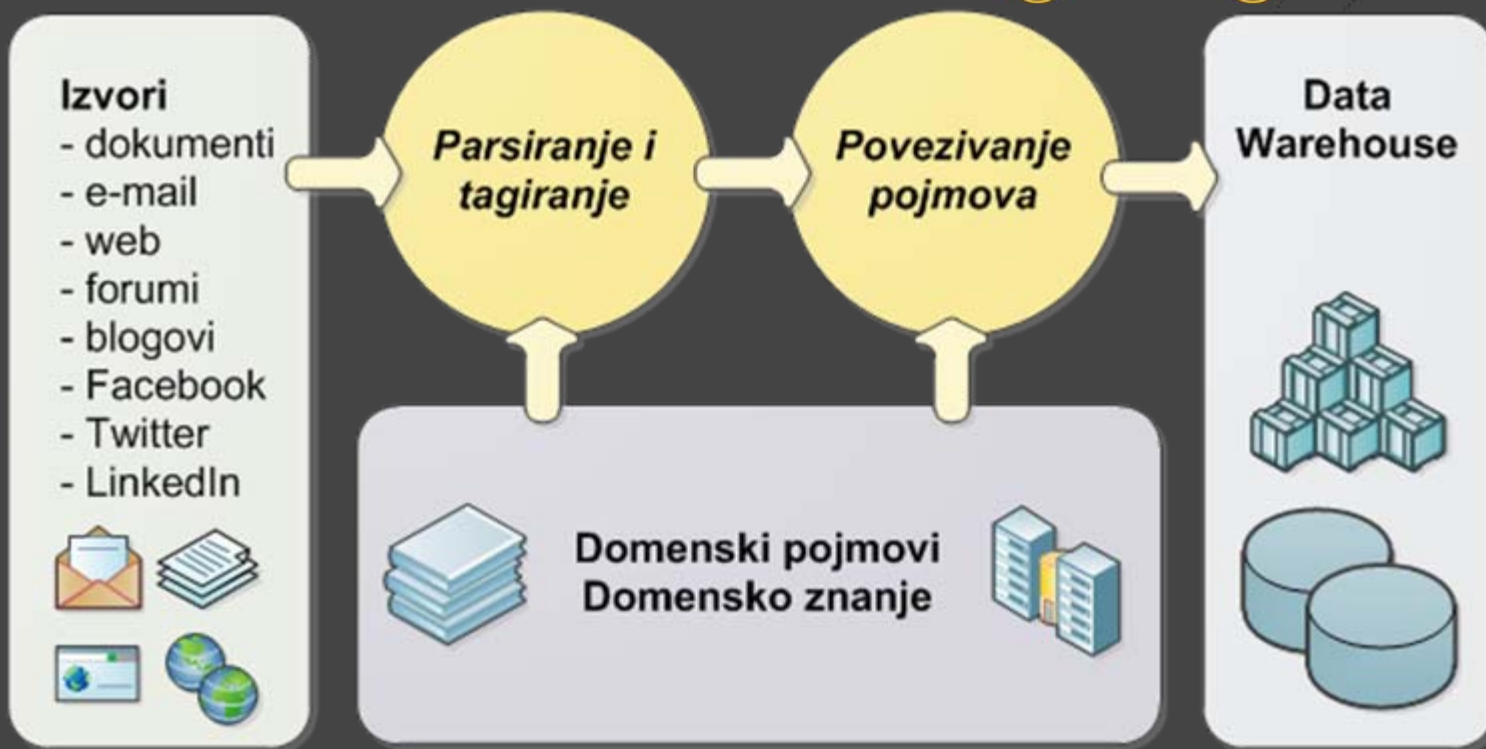 Izvori
- dokumenti
- e-mail
- web
- forumi
- blogovi
- Facebook
- Twitter
- LinkedIn
Parsiranje i
tagiranje
Povezivanje
pojmova
Data
Warehouse
Domenski pojmovi
Domensko znanje